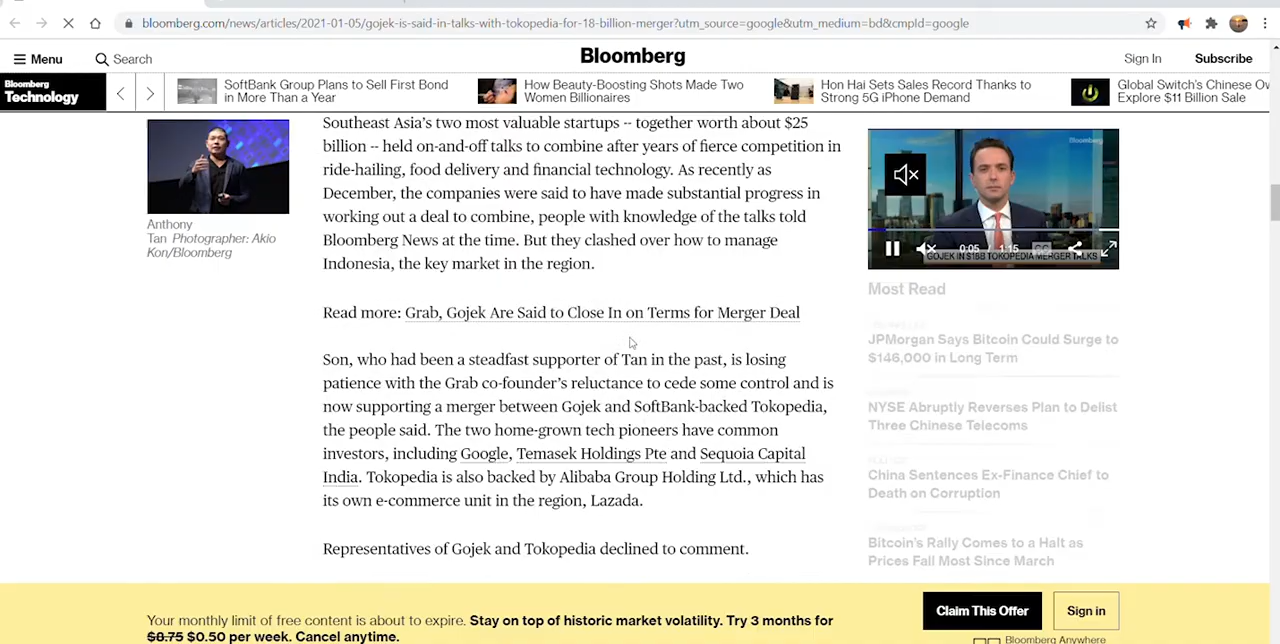 bloomberg.com/news/articles/2021-01-05/gojek-is-said-in-talks-with-tokopedia-for-18-billion-merger?utm_source=google&utm_medium=bd&cmpId=google
Menu
Search
Bloomberg
Sign In
Subscribe
Bloomberg
Technology
SoftBank Group Plans to Sell First Bond
in More Than a Year
How Beauty-Boosting Shots Made Two
Women Billionaires
Hon Hai Sets Sales Record Thanks to
Strong 5G iPhone Demand
Global Switch's Chinese Ow
Explore $11 Billion Sale
Anthony
Tan Photographer: Akio
Kon/Bloomberg
Southeast Asia's two most valuable startups -- together worth about $25
billion -- held on-and-off talks to combine after years of fierce competition in
ride-hailing, food delivery and financial technology. As recently as
December, the companies were said to have made substantial progress in
working out a deal to combine, people with knowledge of the talks told
Bloomberg News at the time. But they clashed over how to manage
Indonesia, the key market in the region.
Read more: Grab, Gojek Are Said to Close In on Terms for Merger Deal
Son, who had been a steadfast supporter of Tan in the past, is losing
patience with the Grab co-founder's reluctance to cede some control and is
now supporting a merger between Gojek and SoftBank-backed Tokopedia,
the people said. The two home-grown tech pioneers have common
investors, including Google, Temasek Holdings Pte and Sequoia Capital
India. Tokopedia is also backed by Alibaba Group Holding Ltd., which has
its own e-commerce unit in the region, Lazada.
Representatives of Gojek and Tokopedia declined to comment.
Bloomberg
0:05 / 1:15 CC
GOJEK IN $18B TOKOPEDIA MERGER TALKS
Most Read
JPMorgan Says Bitcoin Could Surge to
$146,000 in Long Term
NYSE Abruptly Reverses Plan to Delist
Three Chinese Telecoms
China Sentences Ex-Finance Chief to
Death on Corruption
Bitcoin's Rally Comes to a Halt as
Prices Fall Most Since March
Your monthly limit of free content is about to expire. Stay on top of historic market volatility. Try 3 months for
$8.75 $0.50 per week. Cancel anytime.
Claim This Offer
Sign in
Bloomberg Anywhere